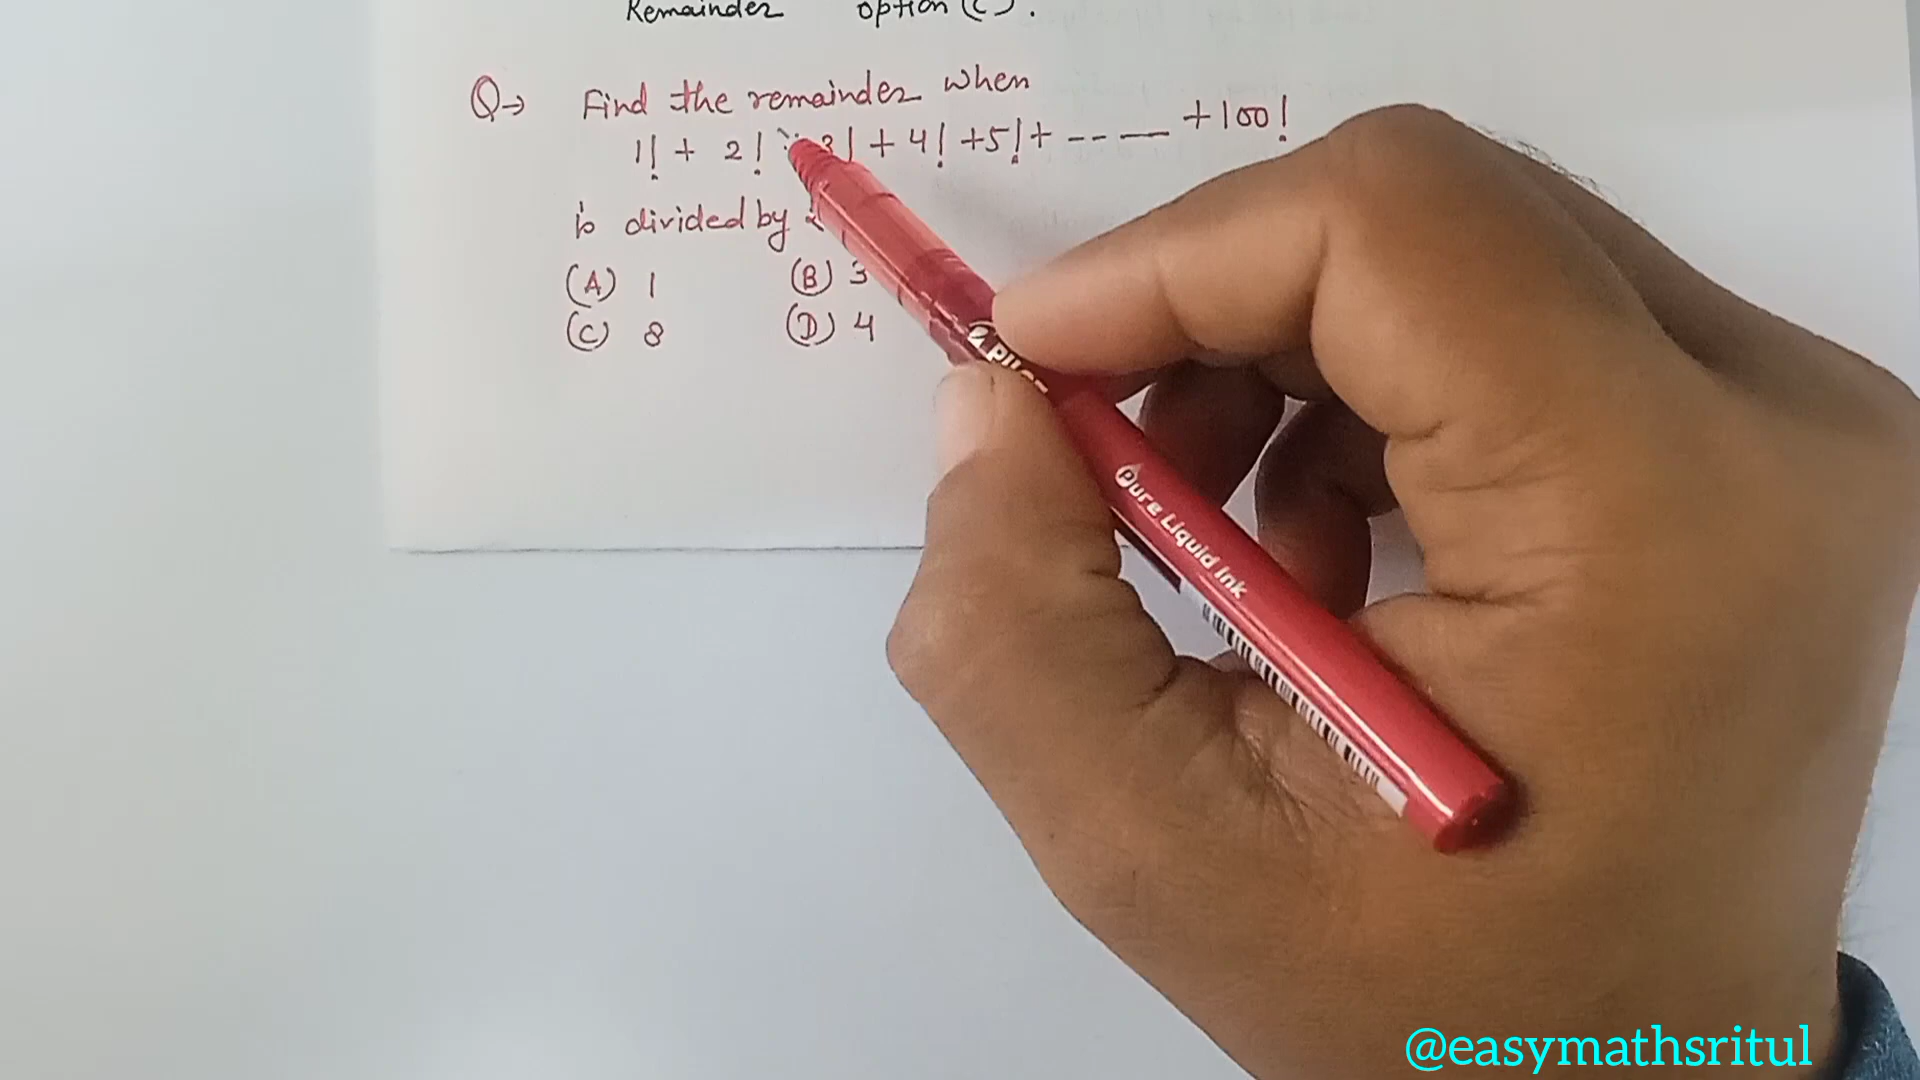 Remainder option (C).
Q→ Find the remainder when
1! + 2! 3! + 4! + 5! + ---- + 100!
is divided by
(A) 1 (B) 3
(C) 8 (D) 4
PILOT
Pure Liquid Ink
@easymathsritul